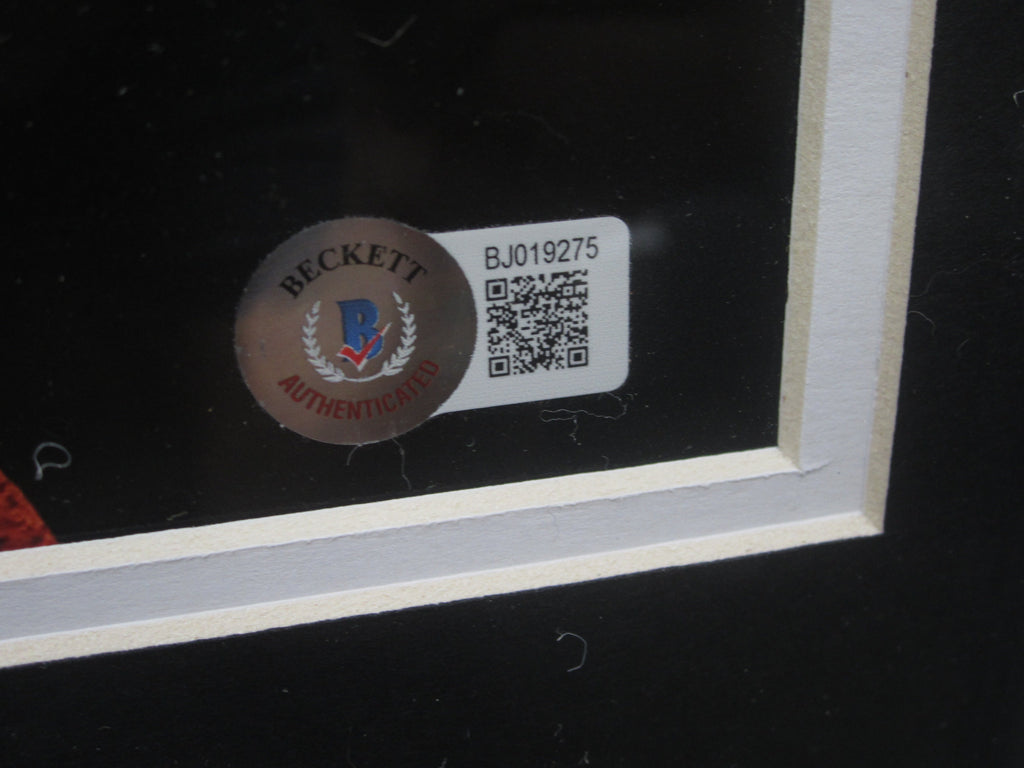 BECKETT
B
AUTHENTICATED
BJ019275